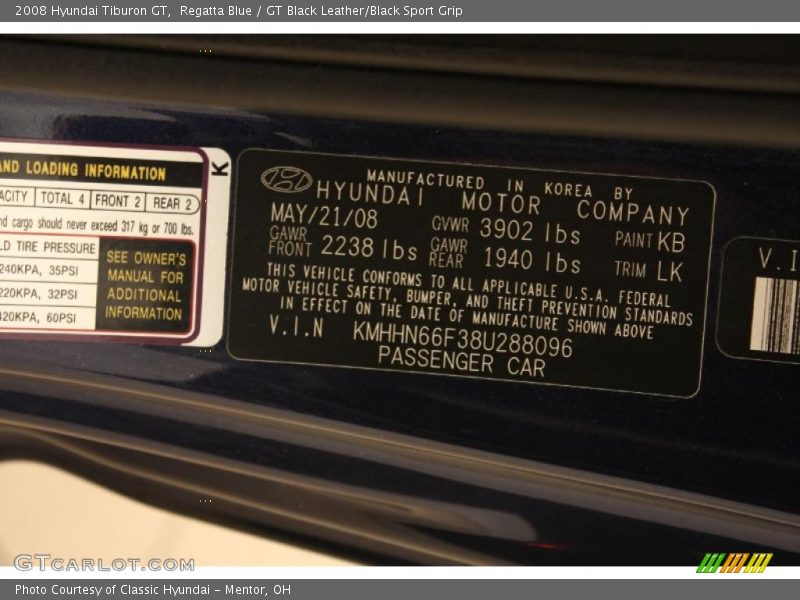 2008 Hyundai Tiburon GT,  Regatta Blue / GT Black Leather/Black Sport Grip
AND LOADING INFORMATION
K
ACITY TOTAL 4 FRONT 2 REAR 2
nd cargo should never exceed 317 kg or 700 lbs.
LD TIRE PRESSURE
240KPA, 35PSI
220KPA, 32PSI
420KPA, 60PSI
SEE OWNER'S
MANUAL FOR
ADDITIONAL
INFORMATION
MANUFACTURED IN KOREA BY
HYUNDAI MOTOR COMPANY
MAY/21/08 GVWR 3902 lbs PAINT KB
GAWR FRONT 2238 lbs GAWR REAR 1940 lbs TRIM LK
THIS VEHICLE CONFORMS TO ALL APPLICABLE U.S.A. FEDERAL
MOTOR VEHICLE SAFETY, BUMPER, AND THEFT PREVENTION STANDARDS
IN EFFECT ON THE DATE OF MANUFACTURE SHOWN ABOVE
V.I.N KMHHN66F38U288096
PASSENGER CAR
V.I
GTcarlot.com
Photo Courtesy of Classic Hyundai - Mentor, OH